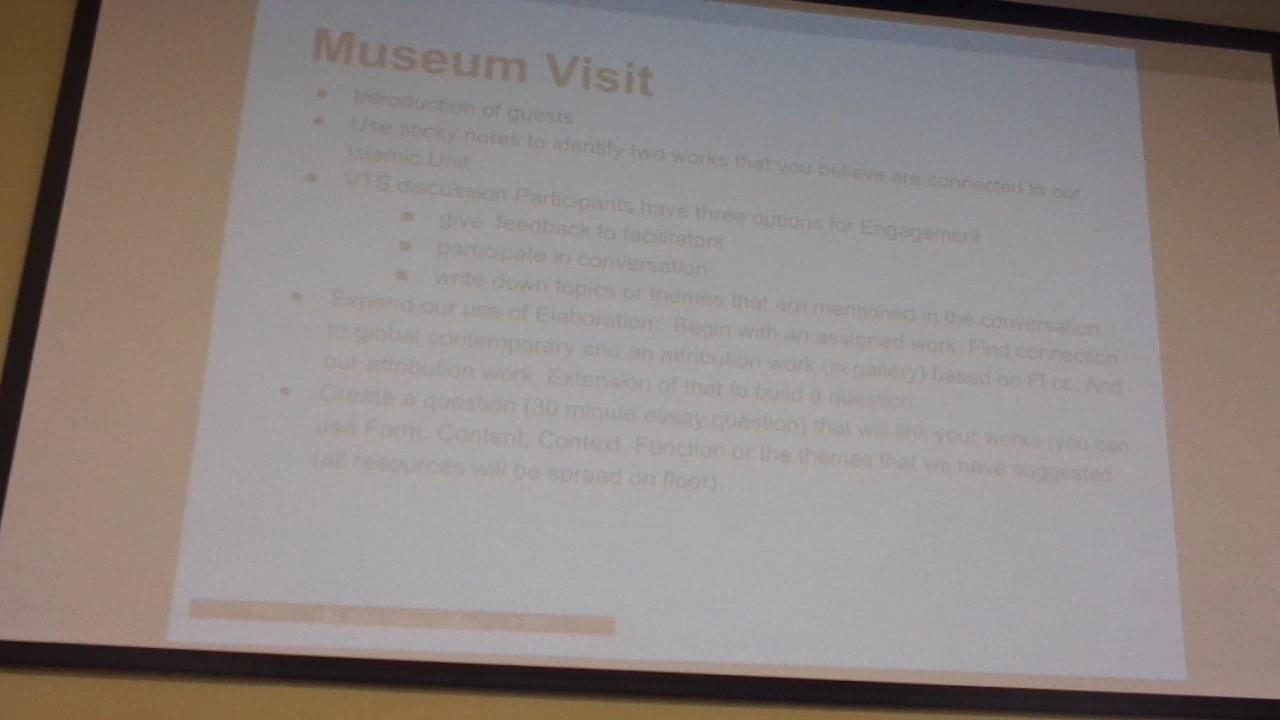 Museum Visit
Introduction of guests
Use sticky notes to identify two works that you believe are connected to our
Islamic Unit
VTS discussion Participants have three options for Engagement
give feedback to facilitators
participate in conversation
write down topics or themes that are mentioned in the conversation
Expand our use of Elaboration: Begin with an assigned work. Find connection
to global contemporary and an attribution work (in gallery) based on And
out attribution work. Extension of that to build a question.
Create a question (30 minute essay question) that will link your works (you can
use Form, Content, Context, Function or the themes that we have suggested
(all resources will be spread on floor)